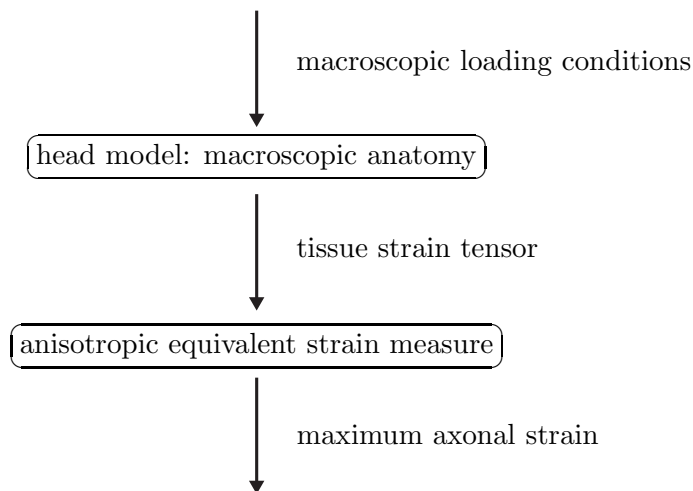 macroscopic loading conditions
head model: macroscopic anatomy
tissue strain tensor
anisotropic equivalent strain measure
maximum axonal strain